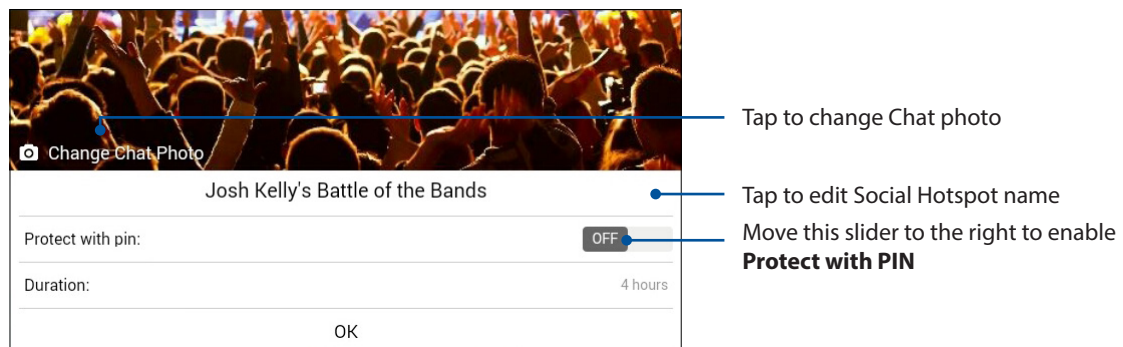 Change Chat Photo
Tap to change Chat photo
Josh Kelly's Battle of the Bands
Tap to edit Social Hotspot name
Protect with pin:
OFF
Move this slider to the right to enable
Protect with PIN
Duration:
4 hours
OK